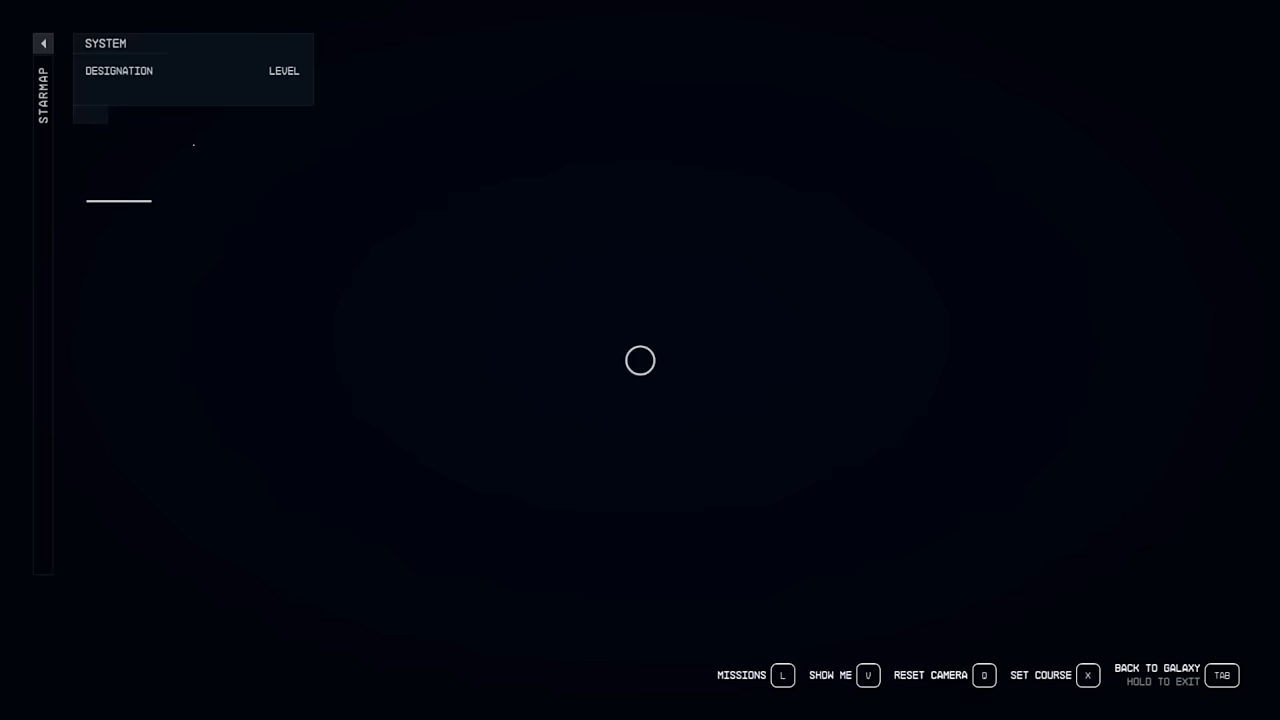 SYSTEM
DESIGNATION LEVEL
STARMAP
MISSIONS L SHOW ME V RESET CAMERA Q SET COURSE X BACK TO GALAXY TAB
HOLD TO EXIT